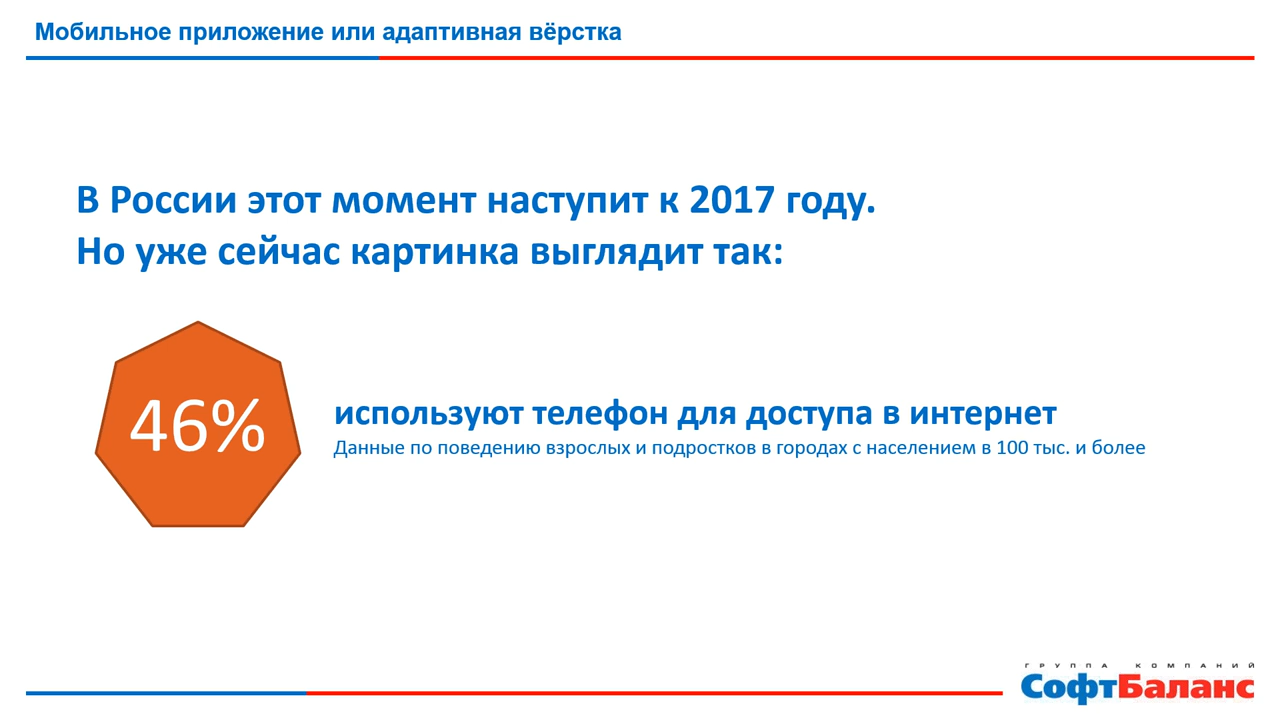 Мобильное приложение или адаптивная вёрстка
В России этот момент наступит к 2017 году.
Но уже сейчас картинка выглядит так:
46%
используют телефон для доступа в интернет
Данные по поведению взрослых и подростков в городах с населением в 100 тыс. и более
ГРУППА КОМПАНИЙ
СофтБаланс